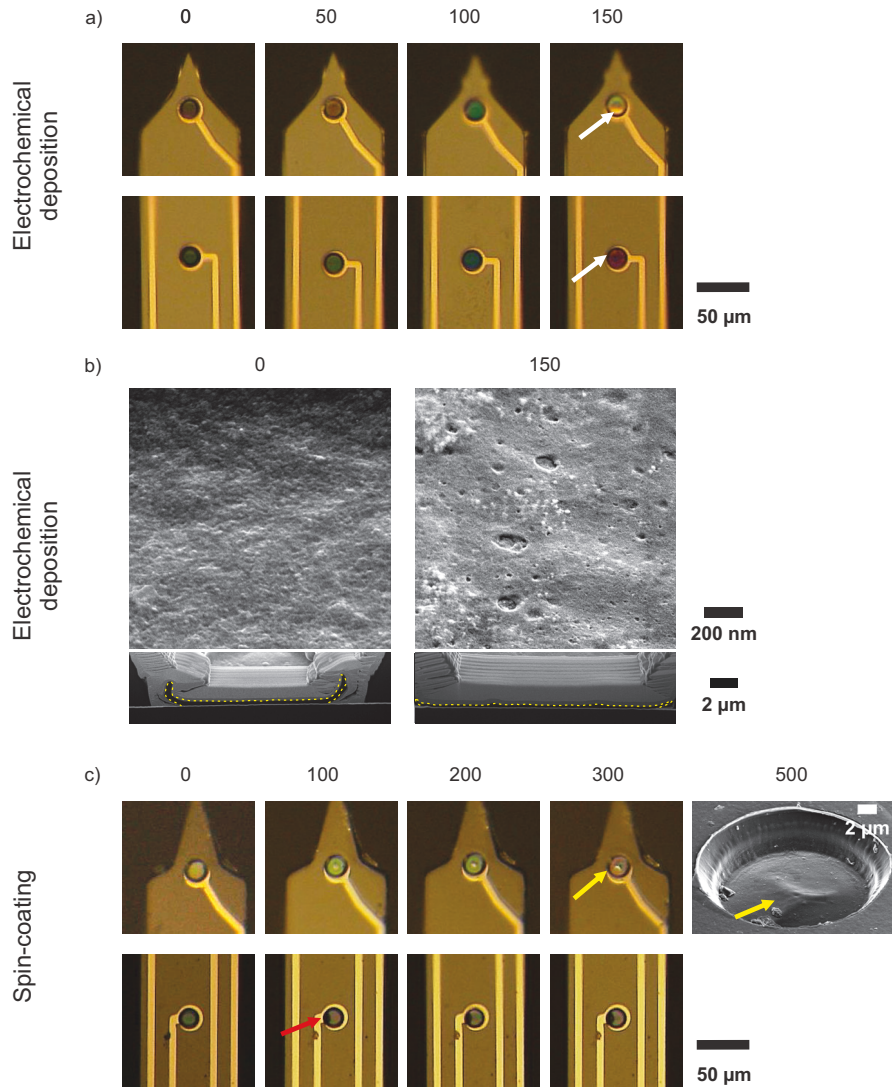 a)
0
50
100
150
Electrochemical
deposition
50 µm
b)
0
150
Electrochemical
deposition
200 nm
2 µm
c)
0
100
200
300
500
2 µm
Spin-coating
50 µm